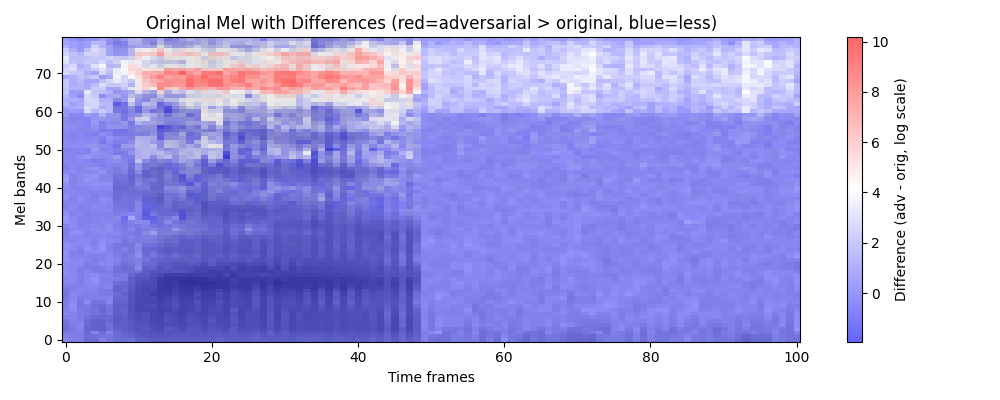 Original Mel with Differences (red=adversarial > original, blue=less)
Mel bands
70
60
50
40
30
20
10
0
0 20 40 60 80 100
Time frames
10
8
6
4
2
0
Difference (adv - orig, log scale)